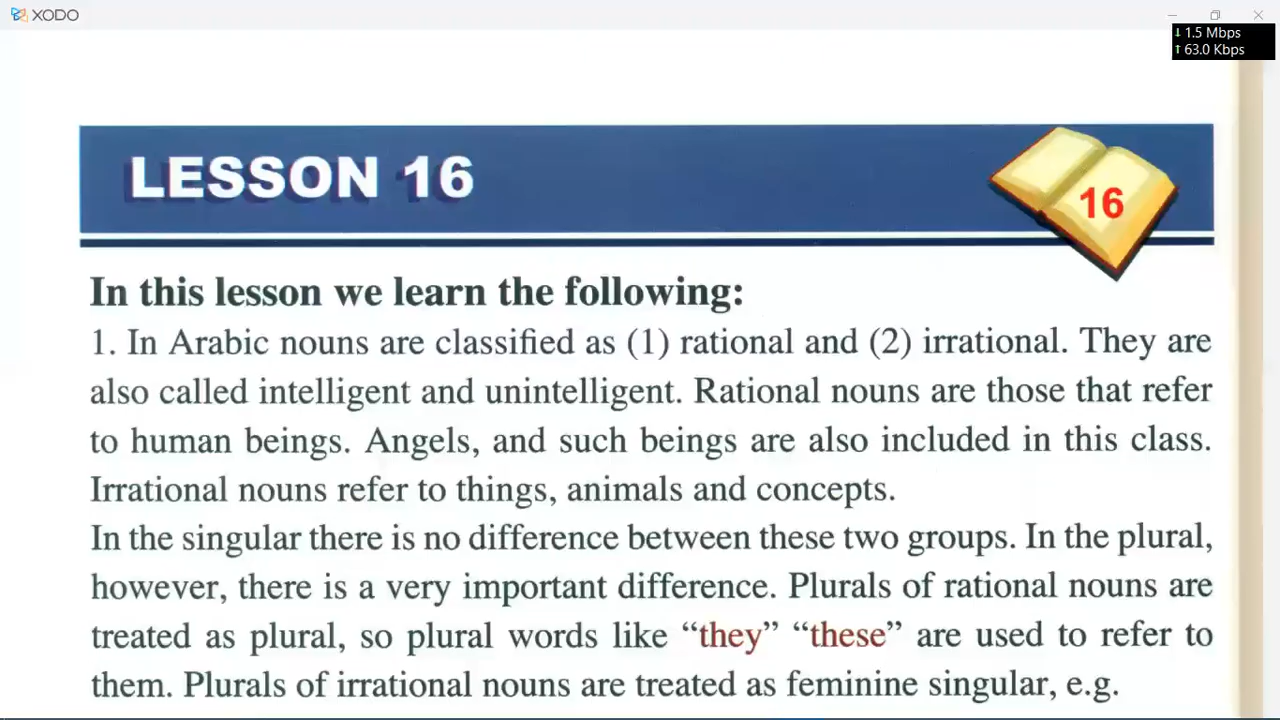 XODO
↓ 1.5 Mbps
↑ 63.0 Kbps
LESSON 16
16
In this lesson we learn the following:
1. In Arabic nouns are classified as (1) rational and (2) irrational. They are
also called intelligent and unintelligent. Rational nouns are those that refer
to human beings. Angels, and such beings are also included in this class.
Irrational nouns refer to things, animals and concepts.
In the singular there is no difference between these two groups. In the plural,
however, there is a very important difference. Plurals of rational nouns are
treated as plural, so plural words like “they” “these” are used to refer to
them. Plurals of irrational nouns are treated as feminine singular, e.g.